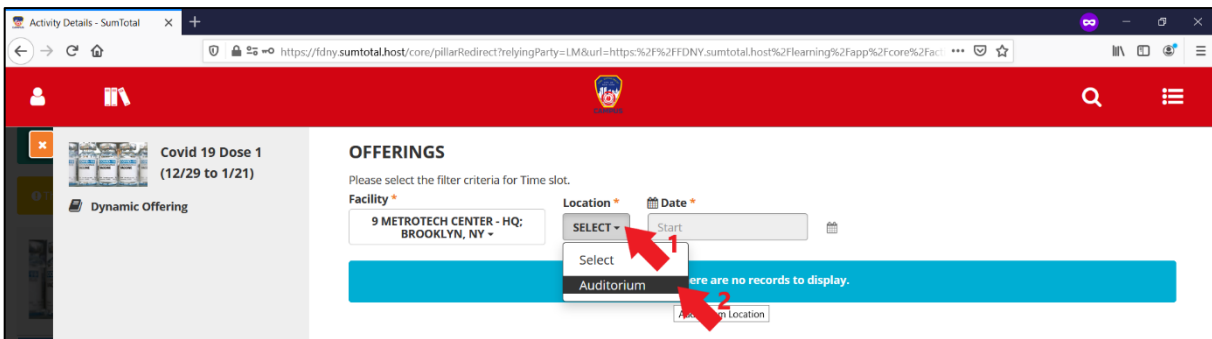 Activity Details - SumTotal
https://fdny.sumtotal.host/core/pillarRedirect?relyingParty=LM&url=https:%2F%2FFDNY.sumtotal.host%2Flearning%2Fapp%2Fcore%2Fact
Covid 19 Dose 1
(12/29 to 1/21)
Dynamic Offering
OFFERINGS
Please select the filter criteria for Time slot.
Facility * Location * Date *
9 METROTECH CENTER - HQ;
BROOKLYN, NY
SELECT Start
1
Select
Auditorium are no records to display.
2
Location